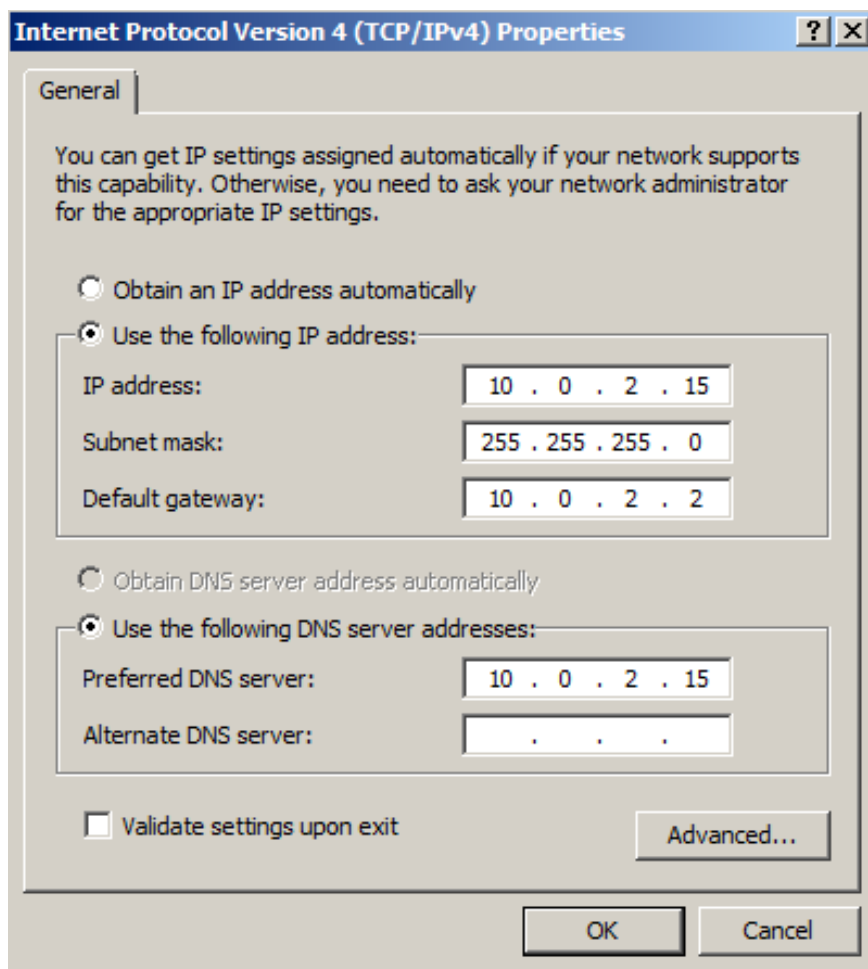 Internet Protocol Version 4 (TCP/IPv4) Properties
General
You can get IP settings assigned automatically if your network supports
this capability. Otherwise, you need to ask your network administrator
for the appropriate IP settings.
Obtain an IP address automatically
Use the following IP address:
IP address: 10 . 0 . 2 . 15
Subnet mask: 255 . 255 . 255 . 0
Default gateway: 10 . 0 . 2 . 2
Obtain DNS server address automatically
Use the following DNS server addresses:
Preferred DNS server: 10 . 0 . 2 . 15
Alternate DNS server: . . .
Validate settings upon exit
Advanced...
OK Cancel